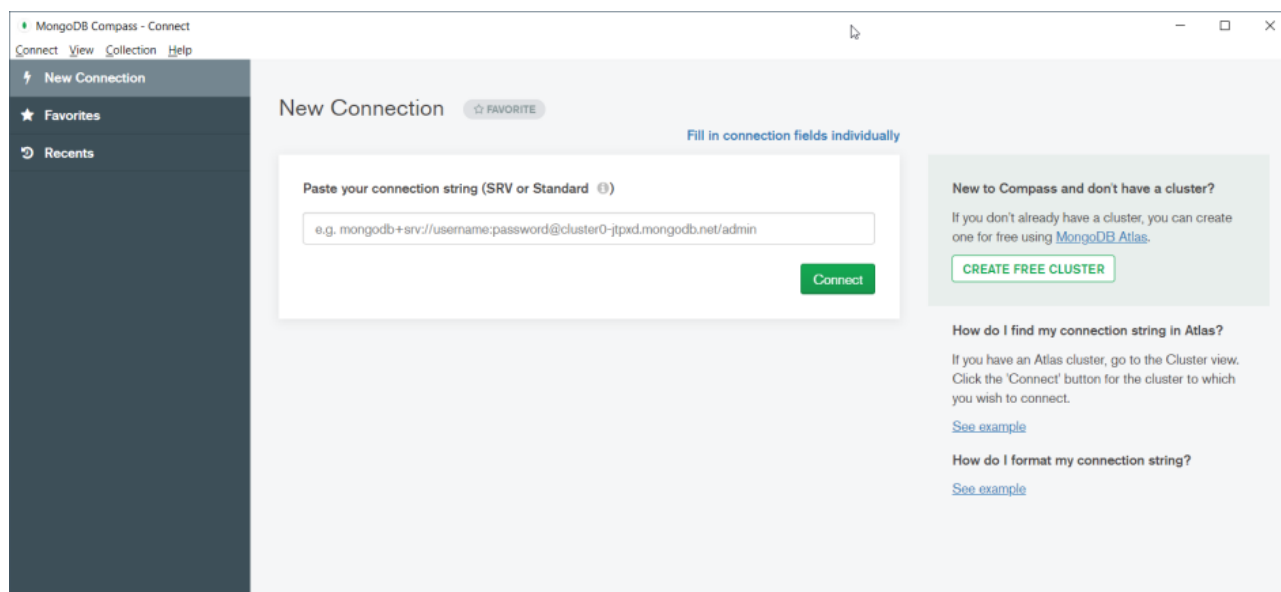 MongoDB Compass - Connect
Connect View Collection Help
New Connection
Favorites
Recents
New Connection
FAVORITE
Fill in connection fields individually
Paste your connection string (SRV or Standard )
e.g. mongodb+srv://username:password@cluster0-jtpxd.mongodb.net/admin
Connect
New to Compass and don't have a cluster?
If you don't already have a cluster, you can create
one for free using MongoDB Atlas.
CREATE FREE CLUSTER
How do I find my connection string in Atlas?
If you have an Atlas cluster, go to the Cluster view.
Click the 'Connect' button for the cluster to which
you wish to connect.
See example
How do I format my connection string?
See example